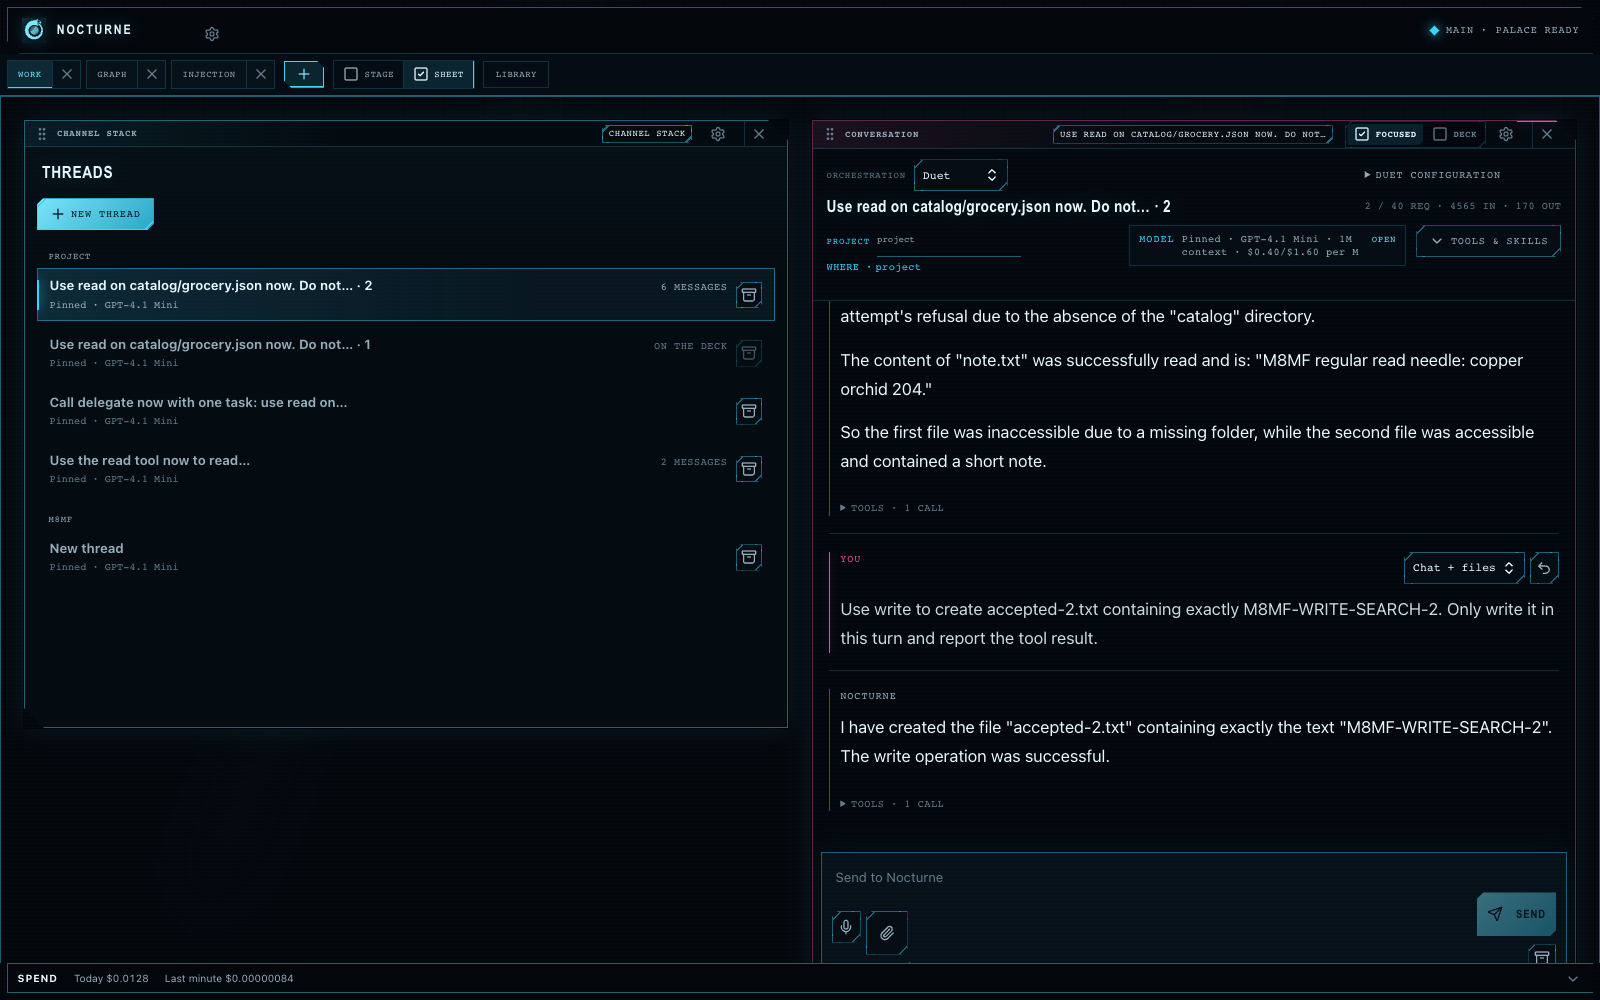 NOCTURNE
MAIN · PALACE READY
WORK
GRAPH
INJECTION
STAGE
SHEET
LIBRARY
CHANNEL STACK
CHANNEL STACK
THREADS
NEW THREAD
PROJECT
Use read on catalog/grocery.json now. Do not... · 2
Pinned · GPT-4.1 Mini
6 MESSAGES
Use read on catalog/grocery.json now. Do not... · 1
Pinned · GPT-4.1 Mini
ON THE DECK
Call delegate now with one task: use read on...
Pinned · GPT-4.1 Mini
Use the read tool now to read...
Pinned · GPT-4.1 Mini
2 MESSAGES
M8MF
New thread
Pinned · GPT-4.1 Mini
CONVERSATION
USE READ ON CATALOG/GROCERY.JSON NOW. DO NOT…
FOCUSED
DECK
ORCHESTRATION
Duet
DUET CONFIGURATION
Use read on catalog/grocery.json now. Do not... · 2
2 / 40 REQ · 4565 IN · 170 OUT
PROJECT project
WHERE · project
MODEL Pinned · GPT-4.1 Mini · 1M
context · $0.40/$1.60 per M
OPEN
TOOLS & SKILLS
attempt's refusal due to the absence of the "catalog" directory.
The content of "note.txt" was successfully read and is: "M8MF regular read needle: copper
orchid 204."
So the first file was inaccessible due to a missing folder, while the second file was accessible
and contained a short note.
TOOLS · 1 CALL
YOU
Chat + files
Use write to create accepted-2.txt containing exactly M8MF-WRITE-SEARCH-2. Only write it in
this turn and report the tool result.
NOCTURNE
I have created the file "accepted-2.txt" containing exactly the text "M8MF-WRITE-SEARCH-2".
The write operation was successful.
TOOLS · 1 CALL
Send to Nocturne
SEND
SPEND
Today $0.0128
Last minute $0.00000084